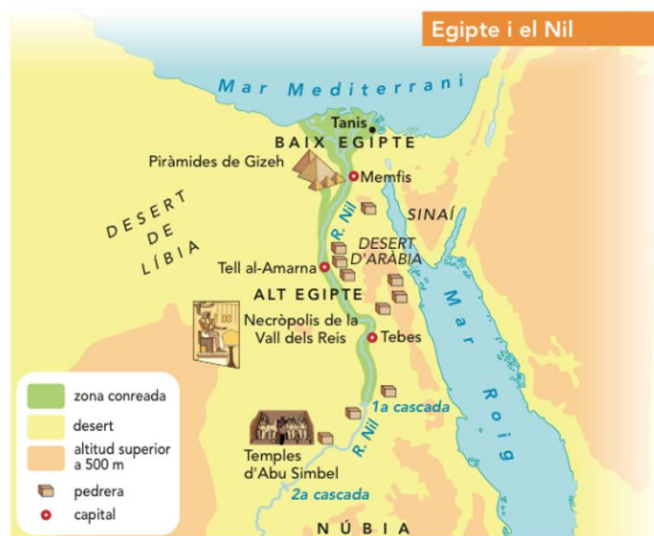 Egipte i el Nil
Mar Mediterrani
Tanis
BAIX EGIPTE
Piràmides de Gizeh
Memfis
SINAÍ
R. Nil
DESERT
DE
LÍBIA
DESERT
D'ARÀBIA
Tell al-Amarna
ALT EGIPTE
Mar Roig
Necròpolis de la
Vall dels Reis
Tebes
zona conreada
desert
altitud superior
a 500 m
pedrera
capital
1a cascada
R. Nil
Temples
d'Abu Simbel
2a cascada
NÚBIA